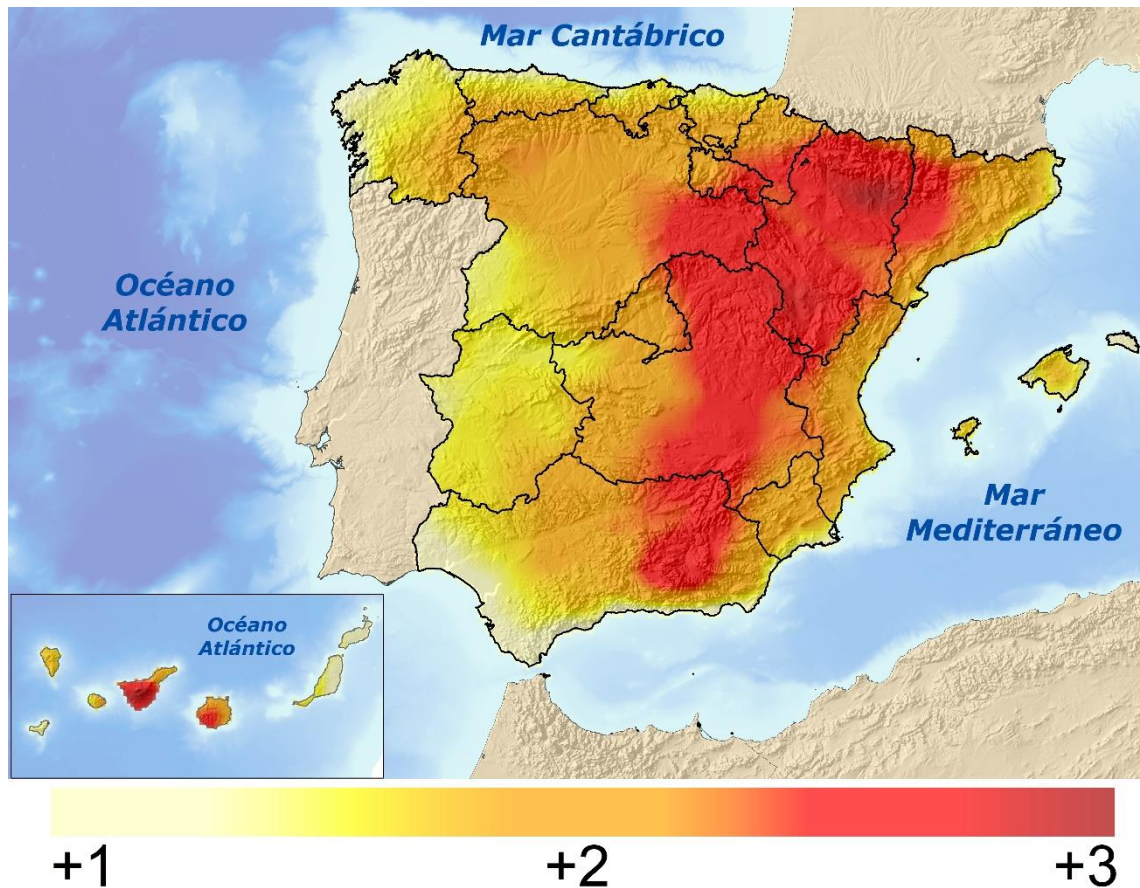 Mar Cantábrico
Océano
Atlántico
Mar
Mediterráneo
Océano
Atlántico
+1
+2
+3